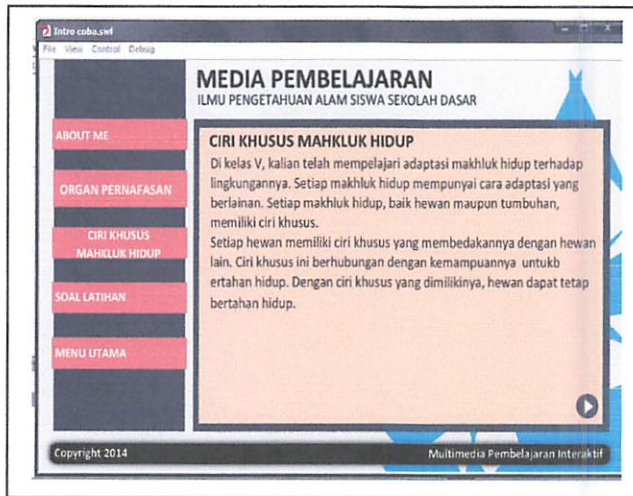 Intro coba.swf
File View Control Debug
MEDIA PEMBELAJARAN
ILMU PENGETAHUAN ALAM SISWA SEKOLAH DASAR
ABOUT ME
ORGAN PERNAFASAN
CIRI KHUSUS
MAHKLUK HIDUP
SOAL LATIHAN
MENU UTAMA
CIRI KHUSUS MAHKLUK HIDUP
Di kelas V, kalian telah mempelajari adaptasi makhluk hidup terhadap
lingkungannya. Setiap makhluk hidup mempunyai cara adaptasi yang
berlainan. Setiap makhluk hidup, baik hewan maupun tumbuhan,
memiliki ciri khusus.
Setiap hewan memiliki ciri khusus yang membedakannya dengan hewan
lain. Ciri khusus ini berhubungan dengan kemampuannya untukb
ertahan hidup. Dengan ciri khusus yang dimilikinya, hewan dapat tetap
bertahan hidup.
Copyright 2014
Multimedia Pembelajaran Interaktif